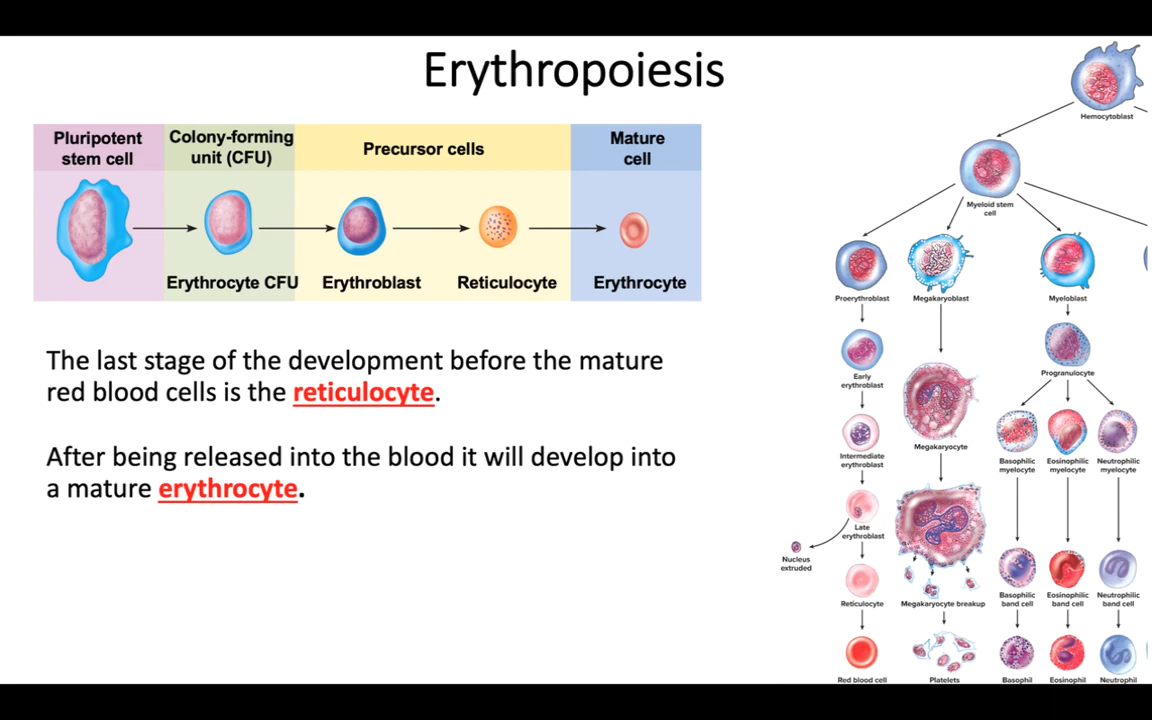 Erythropoiesis
Pluripotent
stem cell
Colony-forming
unit (CFU)
Precursor cells
Mature
cell
Erythrocyte CFU
Erythroblast
Reticulocyte
Erythrocyte
The last stage of the development before the mature
red blood cells is the reticulocyte.
After being released into the blood it will develop into
a mature erythrocyte.
Hemocytoblast
Myeloid stem
cell
Proerythroblast
Megakaryoblast
Myeloblast
Early
erythroblast
Progranulocyte
Intermediate
erythroblast
Megakaryocyte
Basophilic
myelocyte
Eosinophilic
myelocyte
Neutrophilic
myelocyte
Late
erythroblast
Nucleus
extruded
Reticulocyte
Megakaryocyte breakup
Basophilic
band cell
Eosinophilic
band cell
Neutrophilic
band cell
Red blood cell
Platelets
Basophil
Eosinophil
Neutrophil